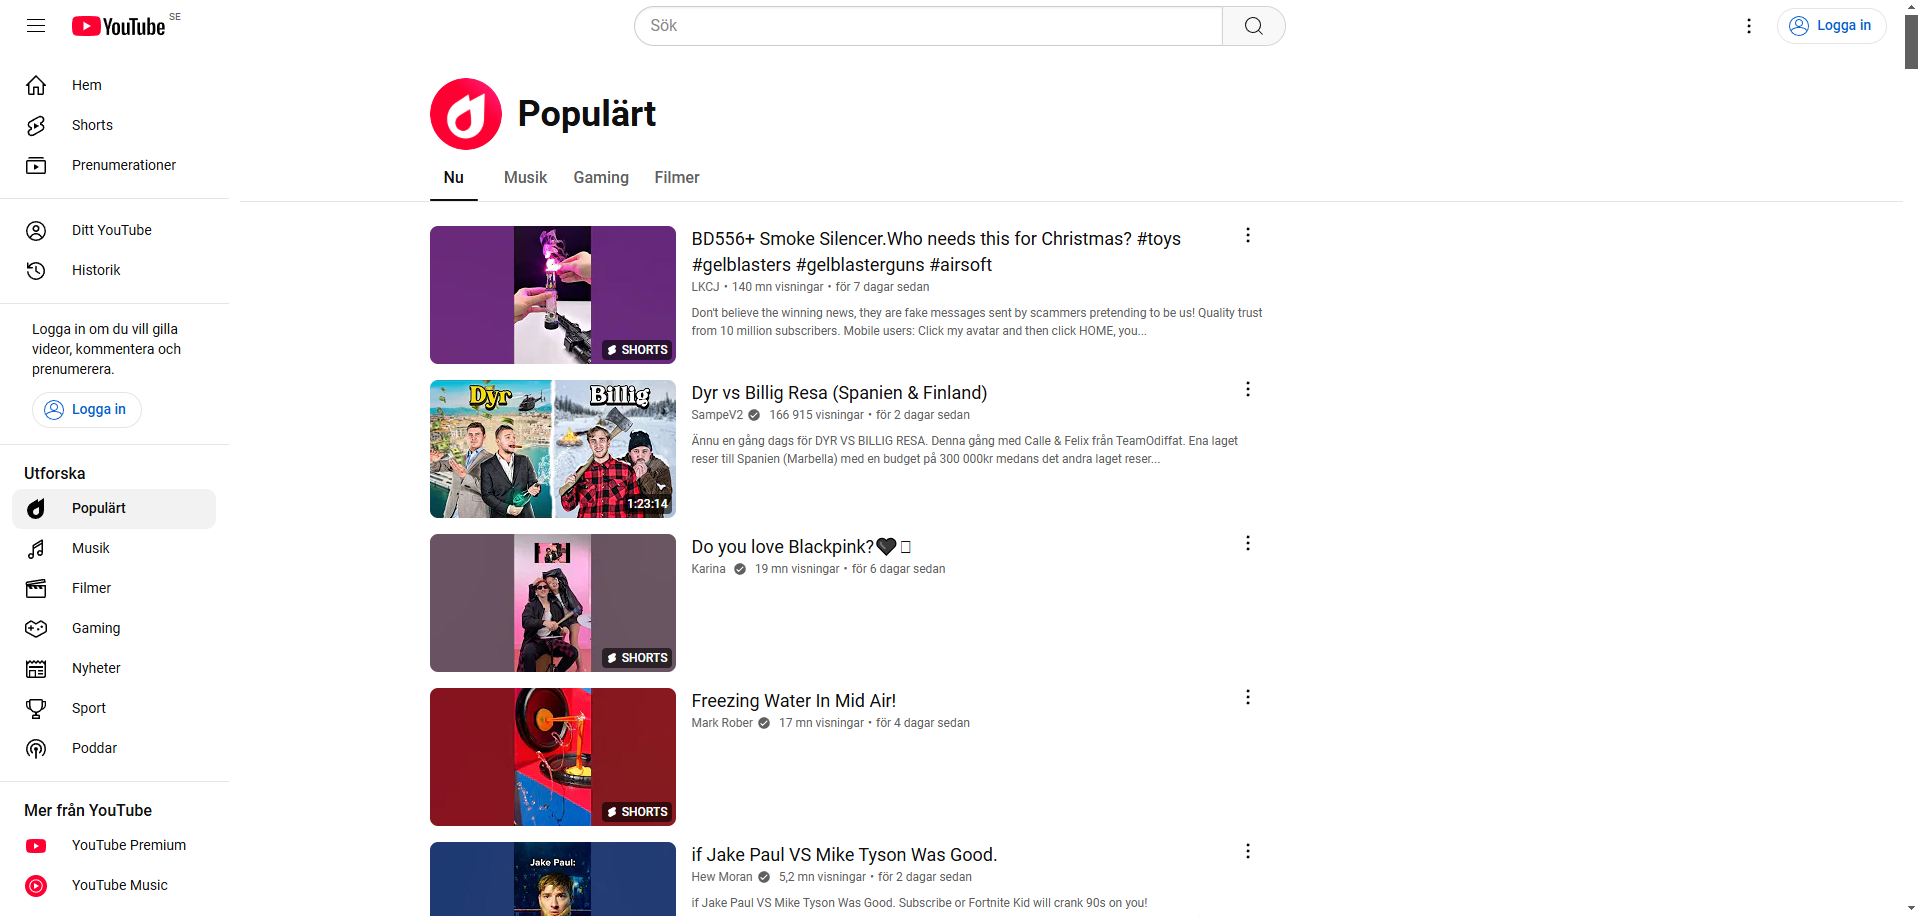 YouTube SE
Sök
Logga in
Hem
Shorts
Prenumerationer
Ditt YouTube
Historik
Logga in om du vill gilla
videor, kommentera och
prenumerera.
Logga in
Utforska
Populärt
Musik
Filmer
Gaming
Nyheter
Sport
Poddar
Mer från YouTube
YouTube Premium
YouTube Music
Populärt
Nu Musik Gaming Filmer
SHORTS
BD556+ Smoke Silencer.Who needs this for Christmas? #toys
#gelblasters #gelblasterguns #airsoft
LKCJ • 140 mn visningar • för 7 dagar sedan
Don't believe the winning news, they are fake messages sent by scammers pretending to be us! Quality trust
from 10 million subscribers. Mobile users: Click my avatar and then click HOME, you...
Dyr Billig
1:23:14
Dyr vs Billig Resa (Spanien & Finland)
SampeV2 166 915 visningar • för 2 dagar sedan
Ännu en gång dags för DYR VS BILLIG RESA. Denna gång med Calle & Felix från TeamOdiffat. Ena laget
reser till Spanien (Marbella) med en budget på 300 000kr medans det andra laget reser...
SHORTS
Do you love Blackpink?🖤
Karina 19 mn visningar • för 6 dagar sedan
SHORTS
Freezing Water In Mid Air!
Mark Rober 17 mn visningar • för 4 dagar sedan
Jake Paul:
if Jake Paul VS Mike Tyson Was Good.
Hew Moran 5,2 mn visningar • för 2 dagar sedan
if Jake Paul VS Mike Tyson Was Good. Subscribe or Fortnite Kid will crank 90s on you!